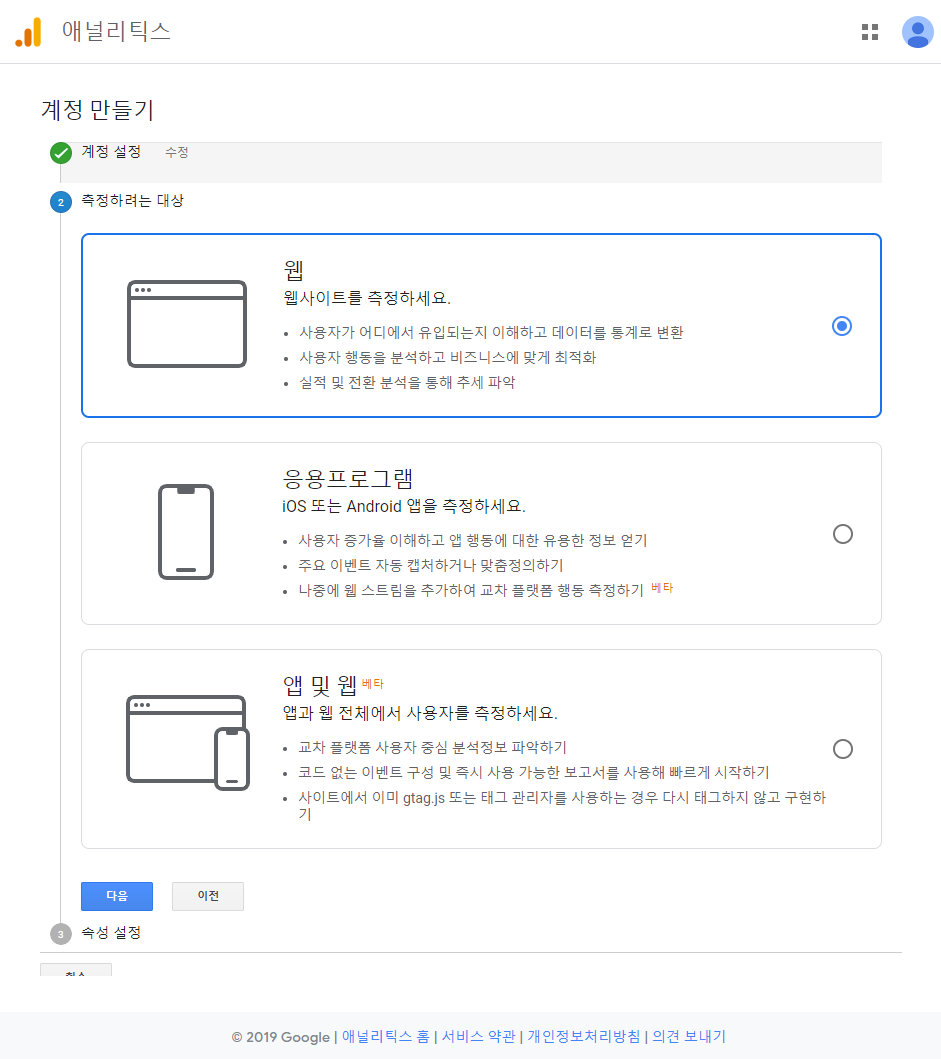 애널리틱스
계정 만들기
계정 설정 수정
2 측정하려는 대상
웹
웹사이트를 측정하세요.
• 사용자가 어디에서 유입되는지 이해하고 데이터를 통계로 변환
• 사용자 행동을 분석하고 비즈니스에 맞게 최적화
• 실적 및 전환 분석을 통해 추세 파악
응용프로그램
iOS 또는 Android 앱을 측정하세요.
• 사용자 증가율 이해하고 앱 행동에 대한 유용한 정보 얻기
• 주요 이벤트 자동 캡처하거나 맞춤정의하기
• 나중에 웹 스트림을 추가하여 교차 플랫폼 행동 측정하기 베타
앱 및 웹 베타
앱과 웹 전체에서 사용자를 측정하세요.
• 교차 플랫폼 사용자 중심 분석정보 파악하기
• 코드 없는 이벤트 구성 및 즉시 사용 가능한 보고서를 사용해 빠르게 시작하기
• 사이트에서 이미 gtag.js 또는 태그 관리자를 사용하는 경우 다시 태그하지 않고 구현하
기
다음 이전
3 속성 설정
© 2019 Google | 애널리틱스 홈 | 서비스 약관 | 개인정보처리방침 | 의견 보내기